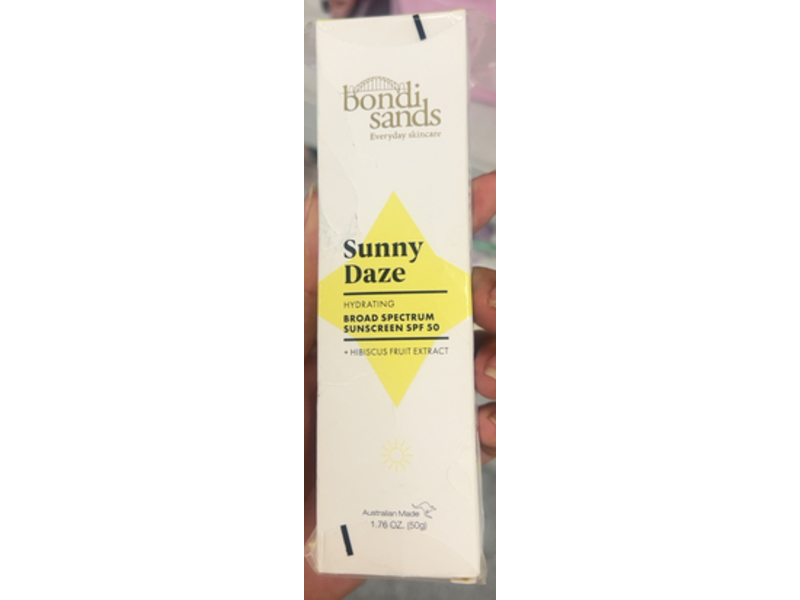 bondi
sands
Everyday skincare
Sunny
Daze
HYDRATING
BROAD SPECTRUM
SUNSCREEN SPF 50
+ HIBISCUS FRUIT EXTRACT
Australian Made
1.76 OZ. (50g)